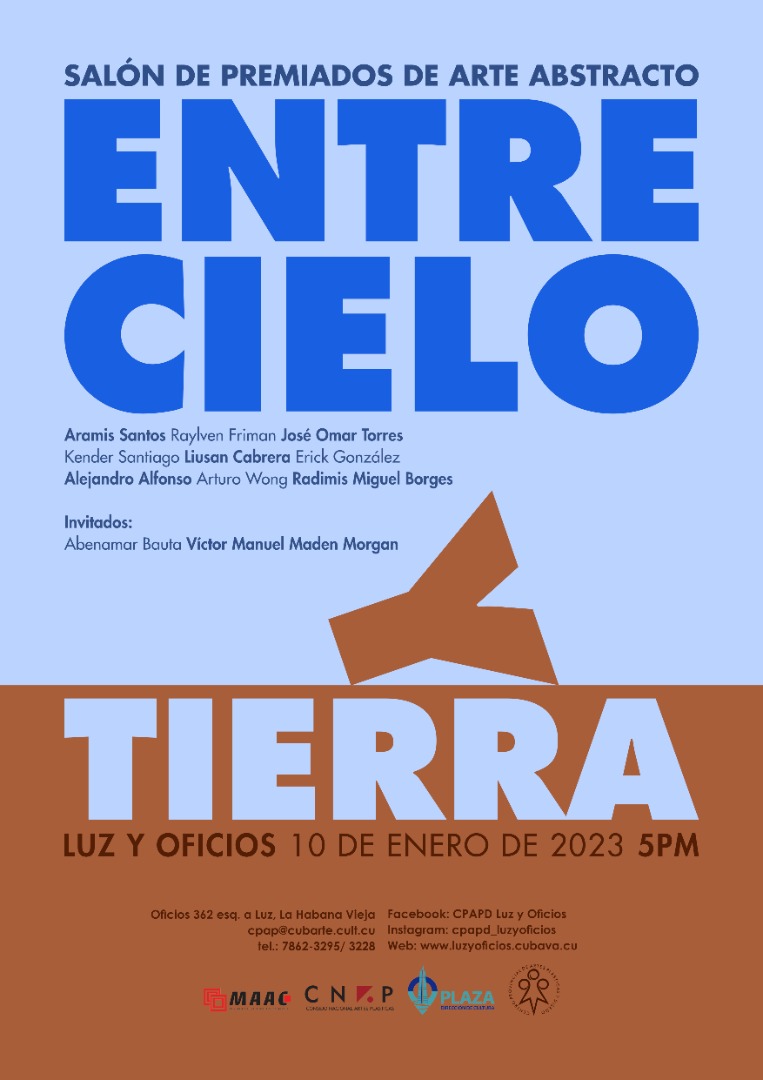 SALÓN DE PREMIADOS DE ARTE ABSTRACTO
ENTRE
CIELO
Aramis Santos Raylven Friman José Omar Torres
Kender Santiago Liusan Cabrera Erick González
Alejandro Alfonso Arturo Wong Radimis Miguel Borges
Invitados:
Abenamar Bauta Víctor Manuel Maden Morgan
Y
TIERRA
LUZ Y OFICIOS 10 DE ENERO DE 2023 5PM
Oficios 362 esq. a Luz, La Habana Vieja
cpap@cubarte.cult.cu
tel.: 7862-3295/ 3228
Facebook: CPAPD Luz y Oficios
Instagram: cpapd_luzyoficios
Web: www.luzyoficios.cubava.cu
MAAC
CNAP
CONSEJO NACIONAL ARTES PLÁSTICAS
PLAZA
DIRECCIÓN DE CULTURA